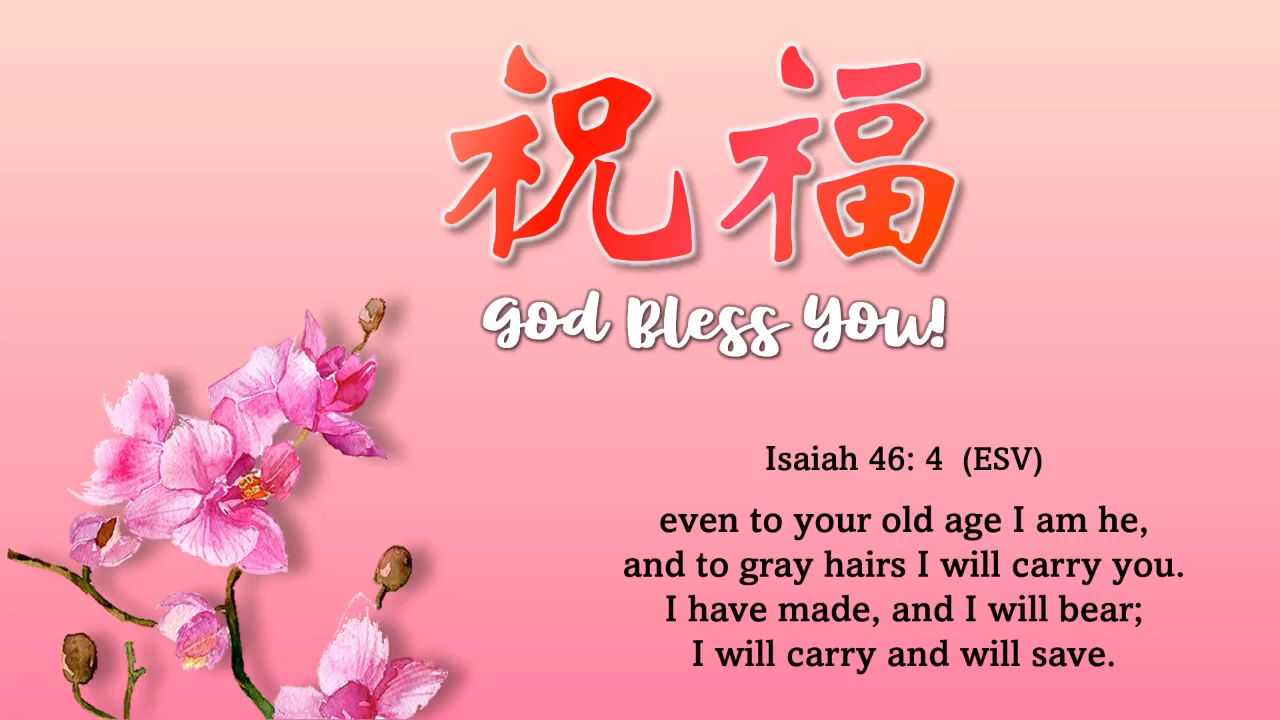 祝福
God Bless You!
Isaiah 46: 4 (ESV)
even to your old age I am he,
and to gray hairs I will carry you.
I have made, and I will bear;
I will carry and will save.